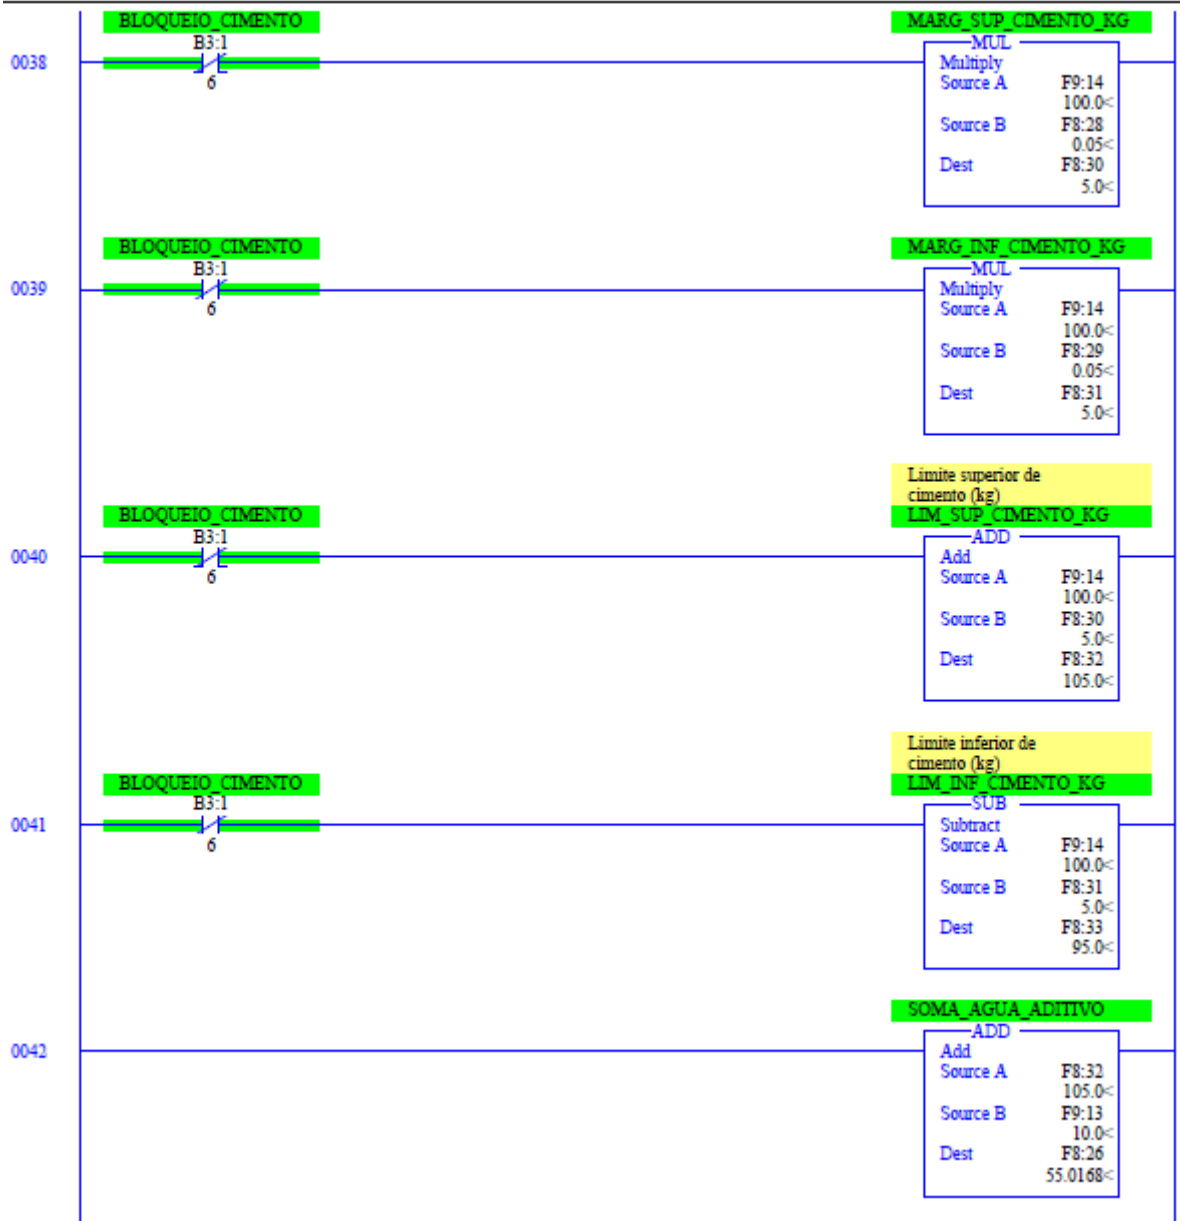 BLOQUEIO_CIMENTO MARG_SUP_CIMENTO_KG
B3:1 MUL
0038 Multiply
6 Source A F9:14
100.0<
Source B F8:28
0.05<
Dest F8:30
5.0<
BLOQUEIO_CIMENTO MARG_INF_CIMENTO_KG
B3:1 MUL
0039 Multiply
6 Source A F9:14
100.0<
Source B F8:29
0.05<
Dest F8:31
5.0<
Limite superior de
cimento (kg)
BLOQUEIO_CIMENTO LIM_SUP_CIMENTO_KG
B3:1 ADD
0040 Add
6 Source A F9:14
100.0<
Source B F8:30
5.0<
Dest F8:32
105.0<
Limite inferior de
cimento (kg)
BLOQUEIO_CIMENTO LIM_INF_CIMENTO_KG
B3:1 SUB
0041 Subtract
6 Source A F9:14
100.0<
Source B F8:31
5.0<
Dest F8:33
95.0<
SOMA_AGUA_ADITIVO
ADD
0042 Add
Source A F8:32
105.0<
Source B F9:13
10.0<
Dest F8:26
55.0168<